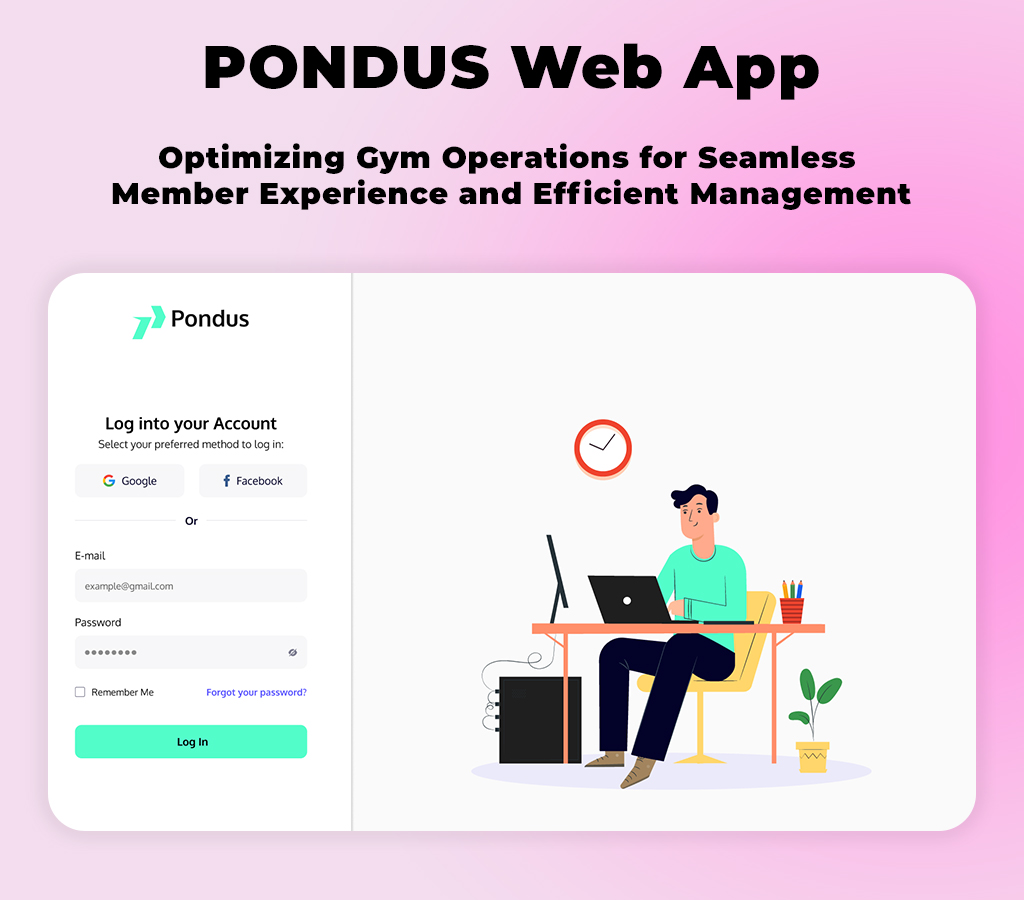 PONDUS Web App
Optimizing Gym Operations for Seamless
Member Experience and Efficient Management
Pondus
Log into your Account
Select your preferred method to log in:
Google
Facebook
Or
E-mail
example@gmail.com
Password
Remember Me
Forgot your password?
Log In